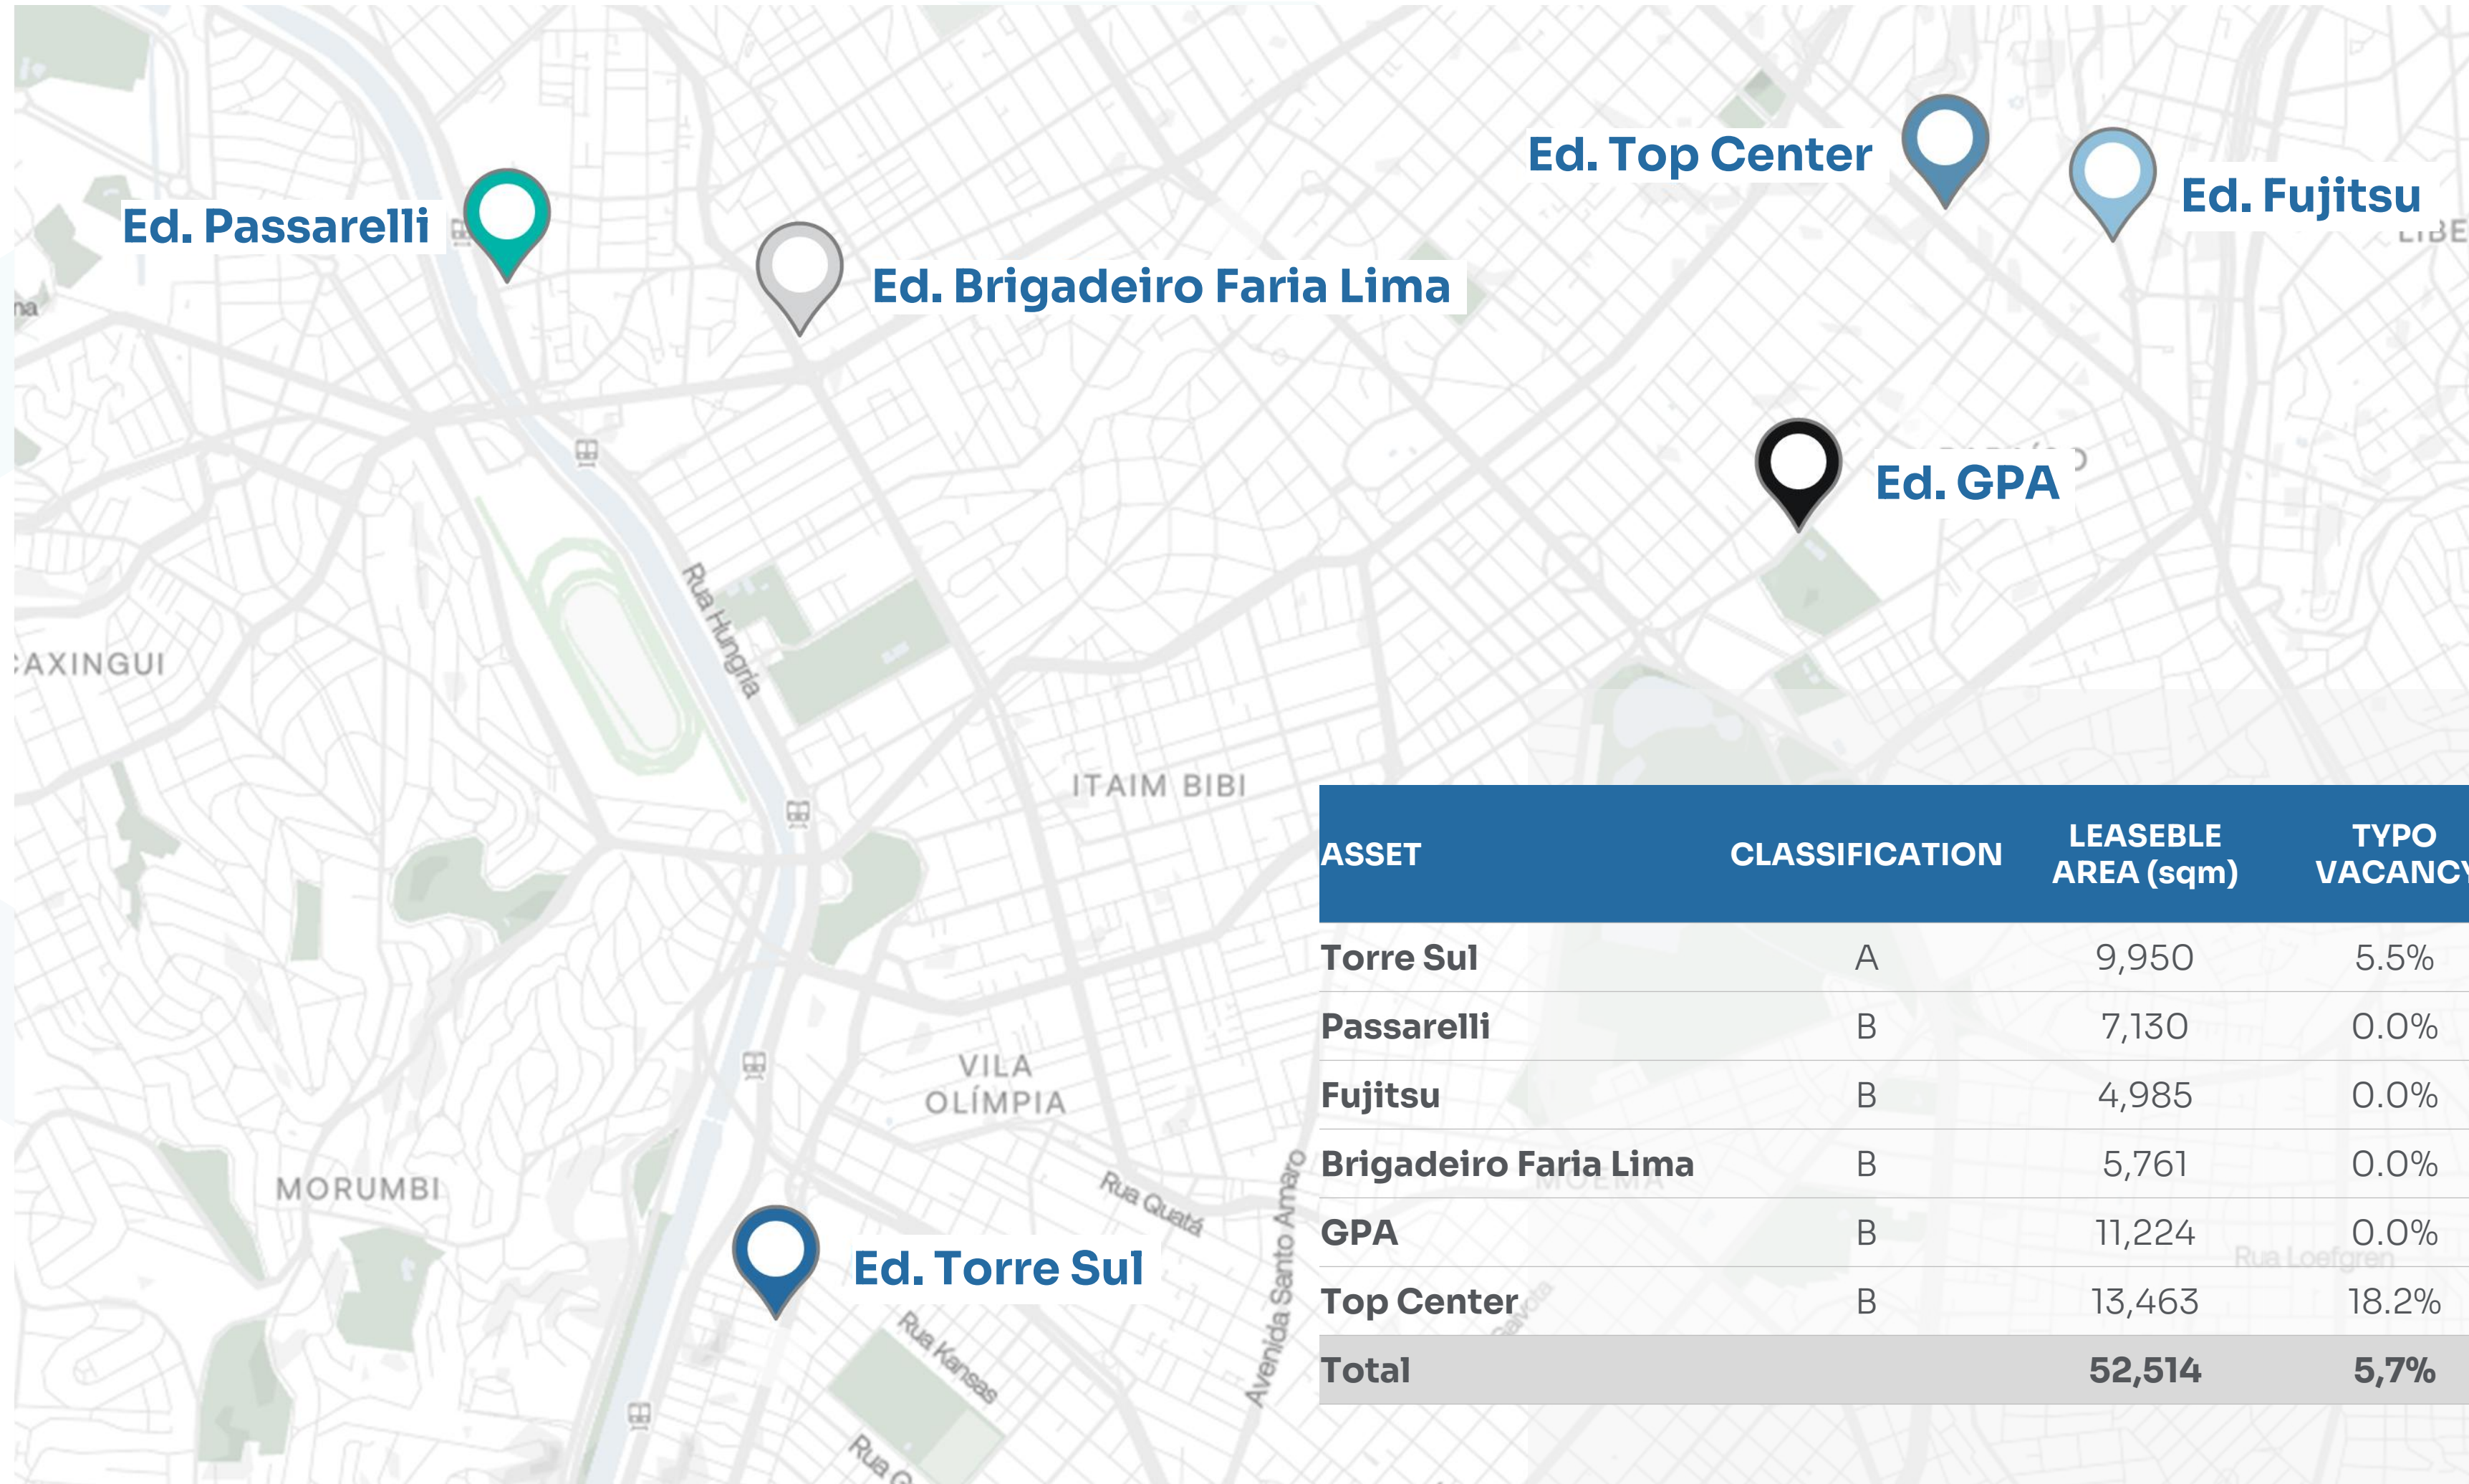 Ed. Top Center
Ed. Fujitsu
Ed. Passarelli
Ed. Brigadeiro Faria Lima
Ed. GPA
Rua Hungria
AXINGUI
ITAIM BIBI
VILA
OLÍMPIA
MORUMBI
Rua Quatá
Avenida Santo Amaro
Ed. Torre Sul
Rua Kansas
ASSET CLASSIFICATION LEASEBLE AREA (sqm) TYPO VACANCY
Torre Sul A 9,950 5.5%
Passarelli B 7,130 0.0%
Fujitsu B 4,985 0.0%
Brigadeiro Faria Lima B 5,761 0.0%
MOEMA
GPA B 11,224 0.0%
Rua Loefgren
Top Center B 13,463 18.2%
Total 52,514 5,7%